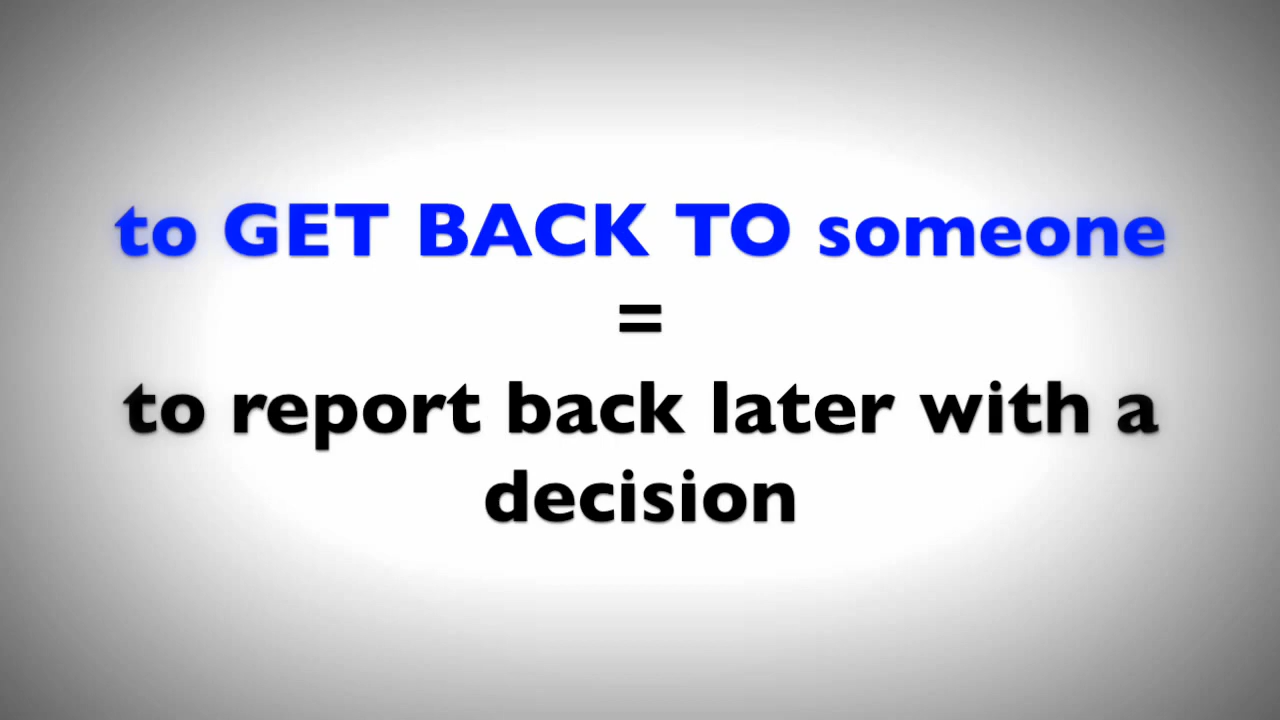 to GET BACK TO someone
=
to report back later with a
decision